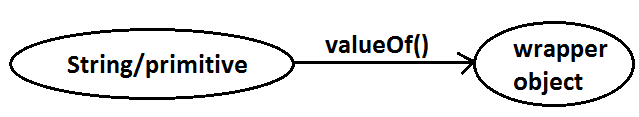 String/primitive
valueOf()
wrapper
object